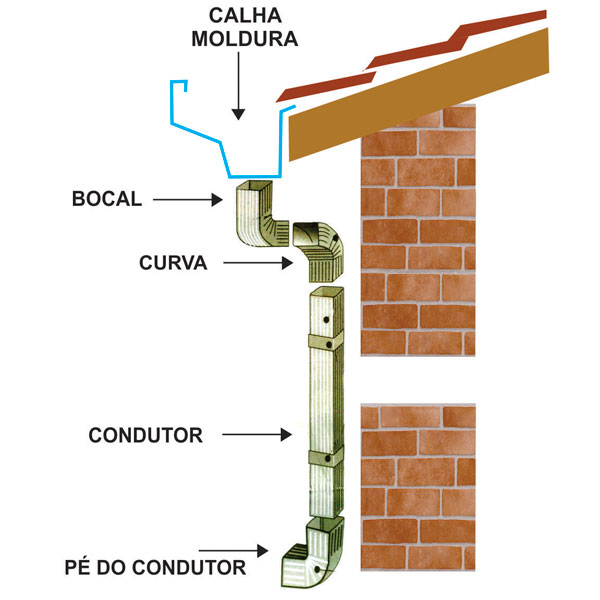 CALHA
MOLDURA
BOCAL
CURVA
CONDUTOR
PÉ DO CONDUTOR